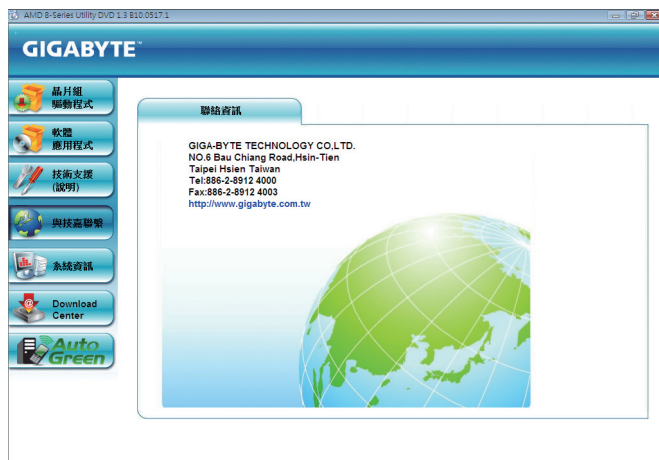 AMD 8-Series Utility DVD 1.3 B10.0517.1
GIGABYTE™
晶片組
驅動程式
軟體
應用程式
技術支援
(說明)
與技嘉聯繫
系統資訊
Download
Center
Auto
Green
聯絡資訊
GIGA-BYTE TECHNOLOGY CO,LTD.
NO.6 Bau Chiang Road,Hsin-Tien
Taipei Hsien Taiwan
Tel:886-2-8912 4000
Fax:886-2-8912 4003
http://www.gigabyte.com.tw